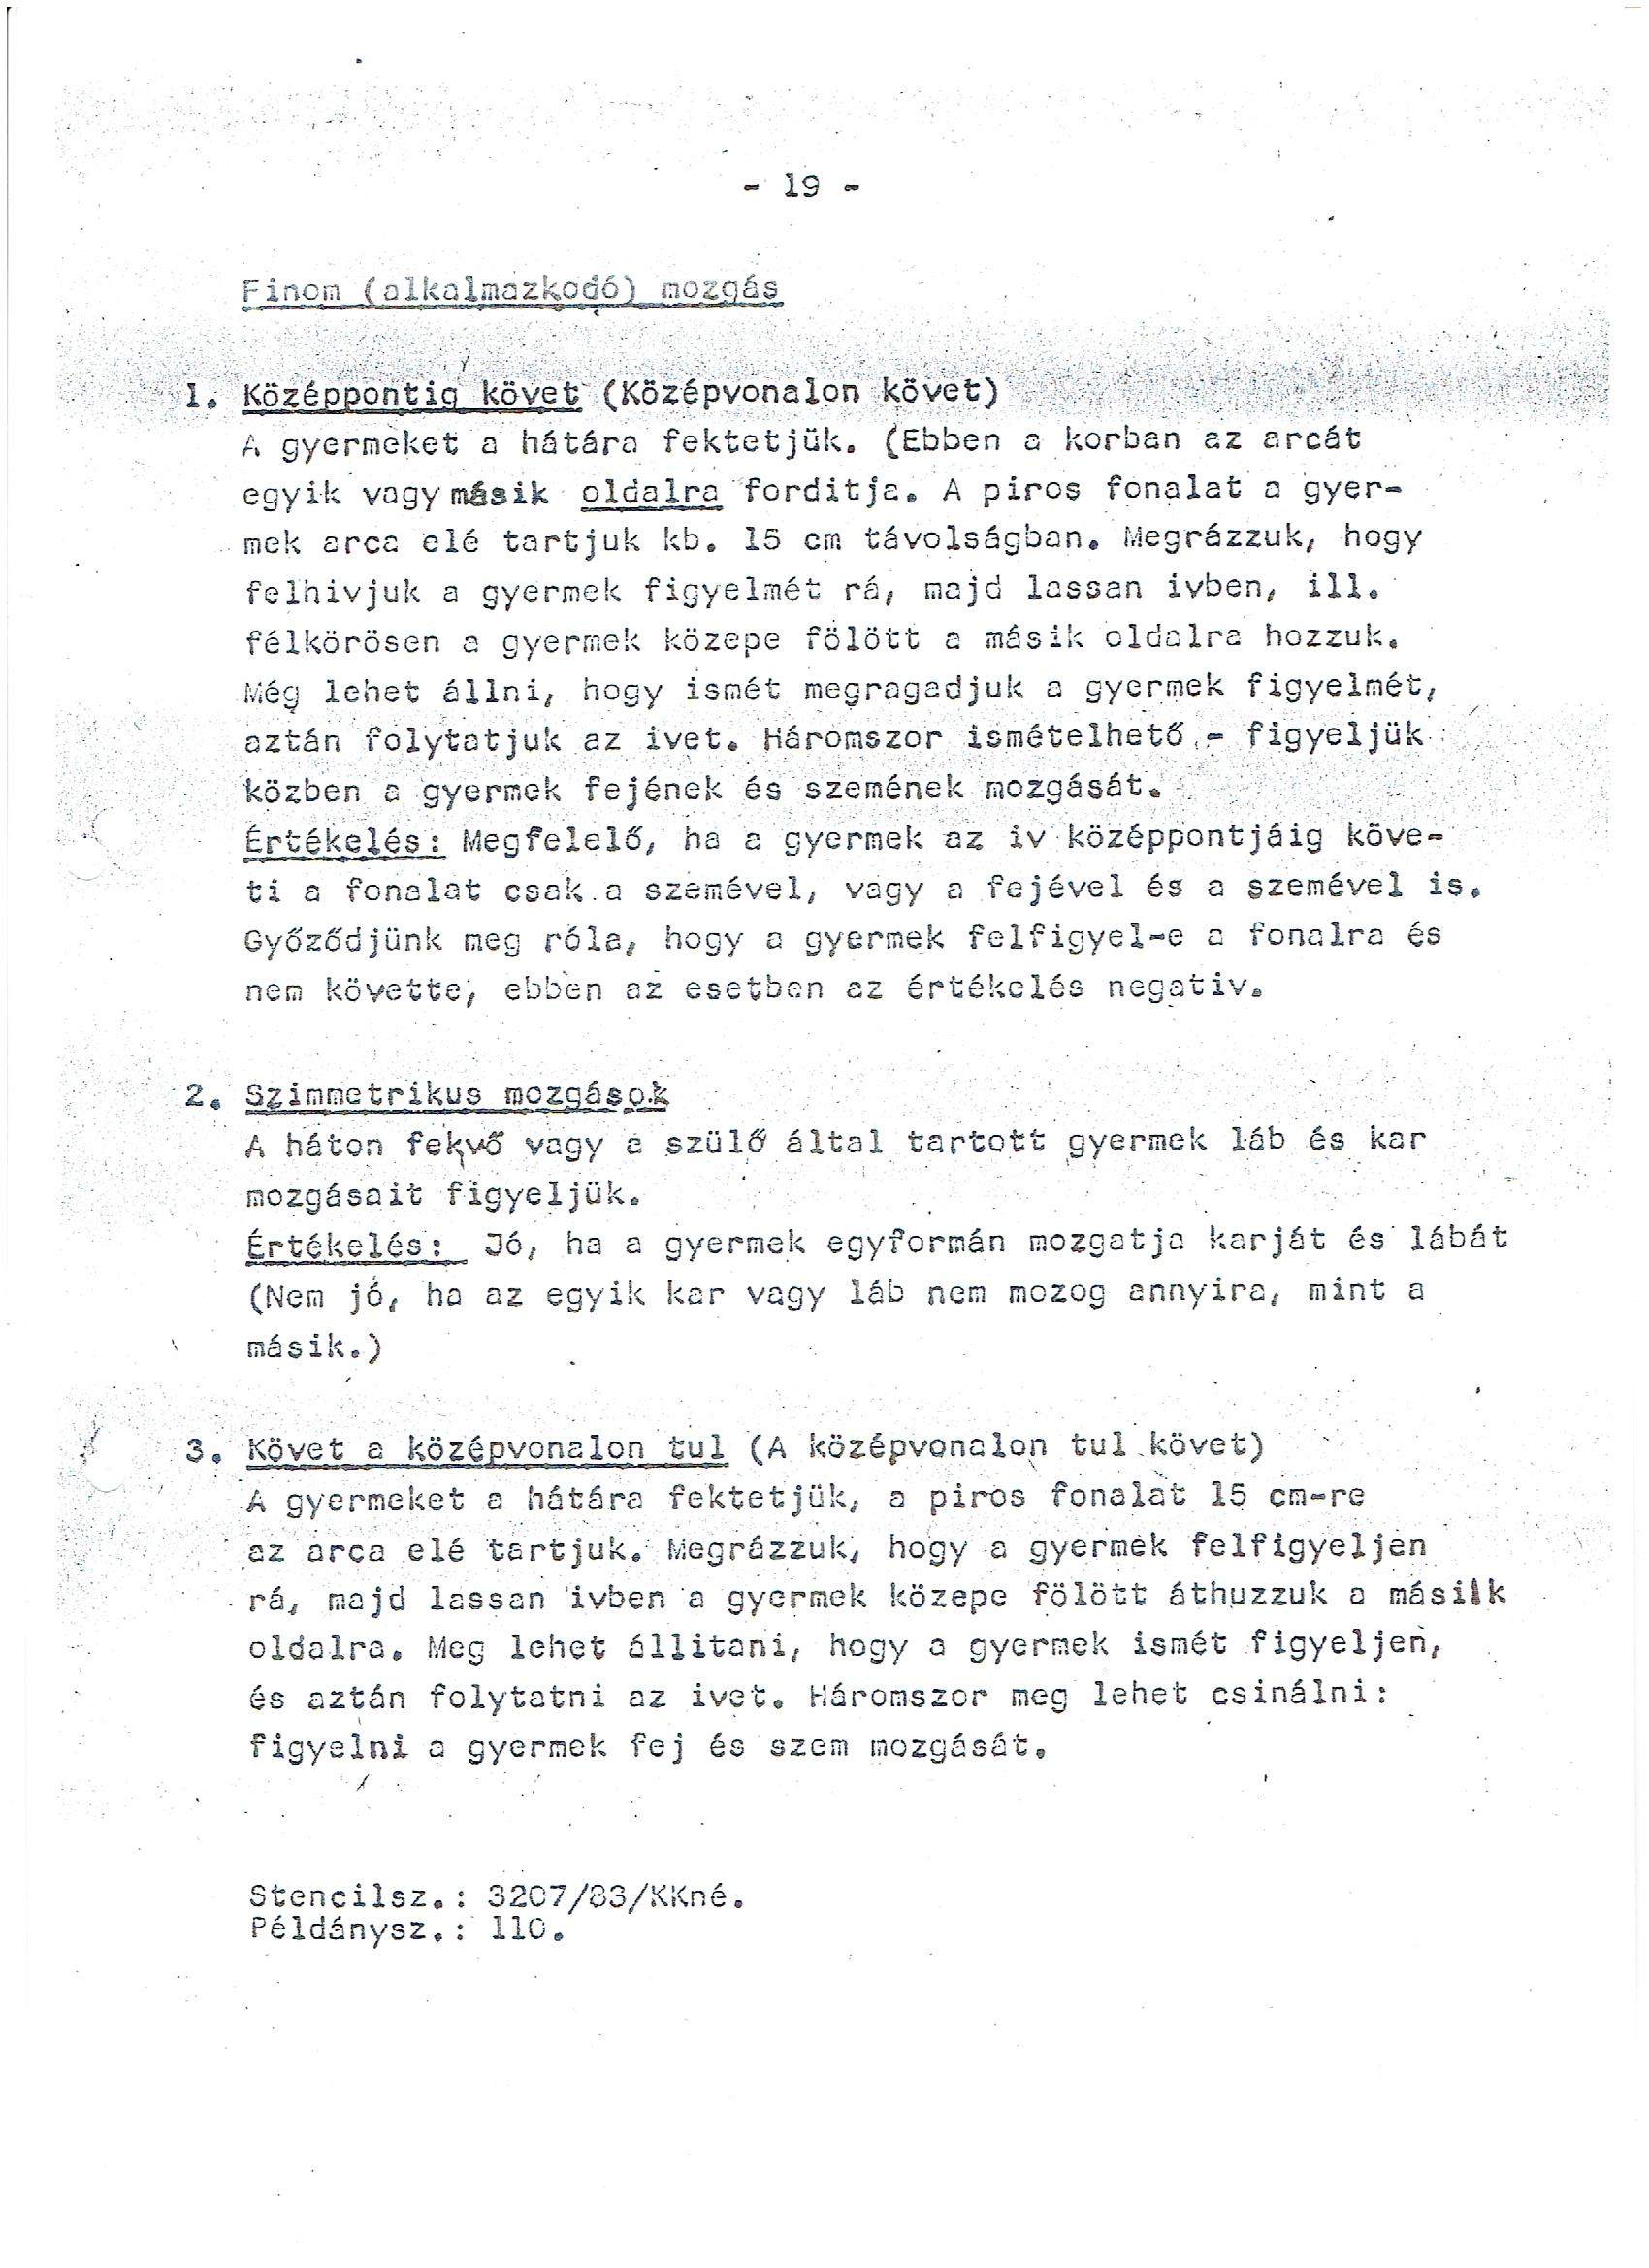 - 19 -
Finom (alkalmazkodó) mozgás
1. Középpontig követ (Középvonalon követ)
A gyermeket a hátára fektetjük. (Ebben a korban az arcát
egyik vagy másik oldalra forditja. A piros fonalat a gyer-
mek arca elé tartjuk kb. 15 cm távolságban. Megrázzuk, hogy
felhivjuk a gyermek figyelmét rá, majd lassan ivben, ill.
félkörösen a gyermek közepe fölött a másik oldalra hozzuk.
Még lehet állni, hogy ismét megragadjuk a gyermek figyelmét,
aztán folytatjuk az ivet. Háromszor ismételhető - figyeljük
közben a gyermek fejének és szemének mozgását.
Értékelés: Megfelelő, ha a gyermek az iv középpontjáig köve-
ti a fonalat csak a szemével, vagy a fejével és a szemével is.
Győződjünk meg róla, hogy a gyermek felfigyel-e a fonalra és
nem követte, ebben az esetben az értékelés negativ.
2. Szimmetrikus mozgások
A háton fekvő vagy a szülő által tartott gyermek láb és kar
mozgásait figyeljük.
Értékelés: Jó, ha a gyermek egyformán mozgatja karját és lábát
(Nem jó, ha az egyik kar vagy láb nem mozog annyira, mint a
másik.)
3. Követ a középvonalon tul (A középvonalon tul követ)
A gyermeket a hátára fektetjük, a piros fonalat 15 cm-re
az arca elé tartjuk. Megrázzuk, hogy a gyermek felfigyeljen
rá, majd lassan ivben a gyermek közepe fölött áthuzzuk a másilk
oldalra. Meg lehet állitani, hogy a gyermek ismét figyeljen,
és aztán folytatni az ivet. Háromszor meg lehet csinálni:
figyelni a gyermek fej és szem mozgását.
Stencilsz.: 3207/83/KKné.
Példánysz.: 110.